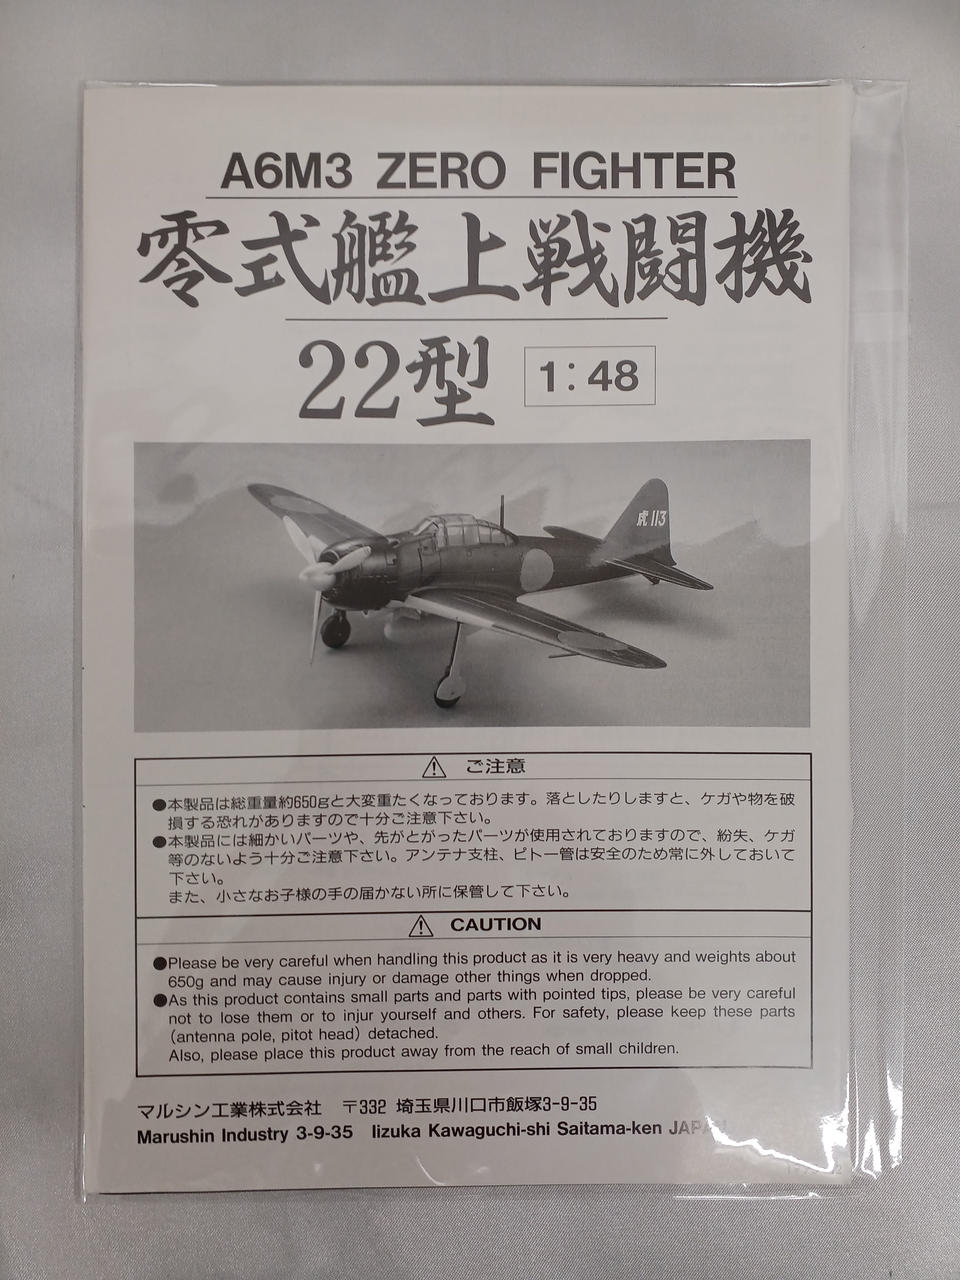 A6M3 ZERO FIGHTER
零式艦上戦闘機
22型 1:48
虎113
⚠ ご注意
●本製品は総重量約650gと大変重たくなっております。落としたりしますと、ケガや物を破
損する恐れがありますので十分ご注意下さい。
●本製品には細かいパーツや、先がとがったパーツが使用されておりますので、紛失、ケガ
等のないよう十分ご注意下さい。アンテナ支柱、ピトー管は安全のため常に外しておいて
下さい。
また、小さなお子様の手の届かない所に保管して下さい。
⚠ CAUTION
●Please be very careful when handling this product as it is very heavy and weights about
650g and may cause injury or damage other things when dropped.
●As this product contains small parts and parts with pointed tips, please be very careful
not to lose them or to injur yourself and others. For safety, please keep these parts
(antenna pole, pitot head) detached.
Also, please place this product away from the reach of small children.
マルシン工業株式会社 〒332 埼玉県川口市飯塚3-9-35
Marushin Industry 3-9-35 Iizuka Kawaguchi-shi Saitama-ken JAPAN